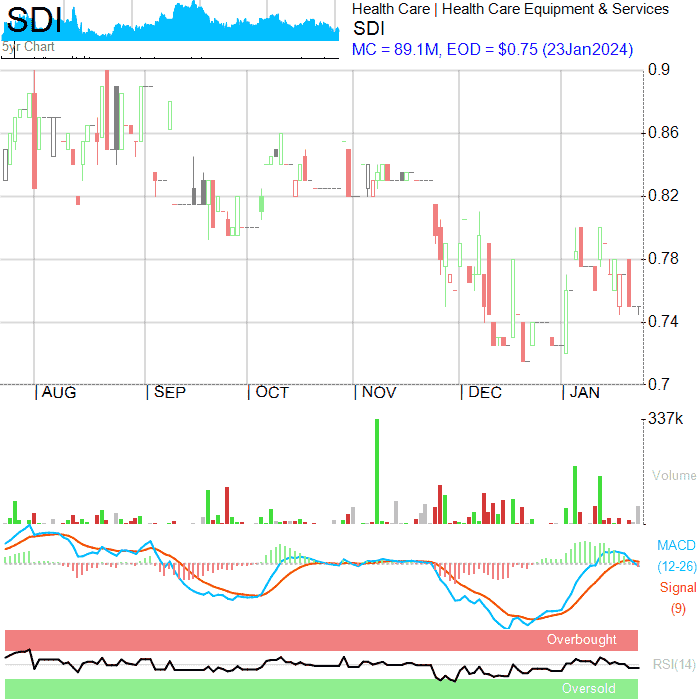 SDI
5yr Chart
Health Care | Health Care Equipment & Services
SDI
MC = 89.1M, EOD = $0.75 (23Jan2024)
0.9
0.86
0.82
0.78
0.74
0.7
|AUG |SEP |OCT |NOV |DEC |JAN
337k
Volume
MACD
(12-26)
Signal
(9)
Overbought
RSI(14)
Oversold